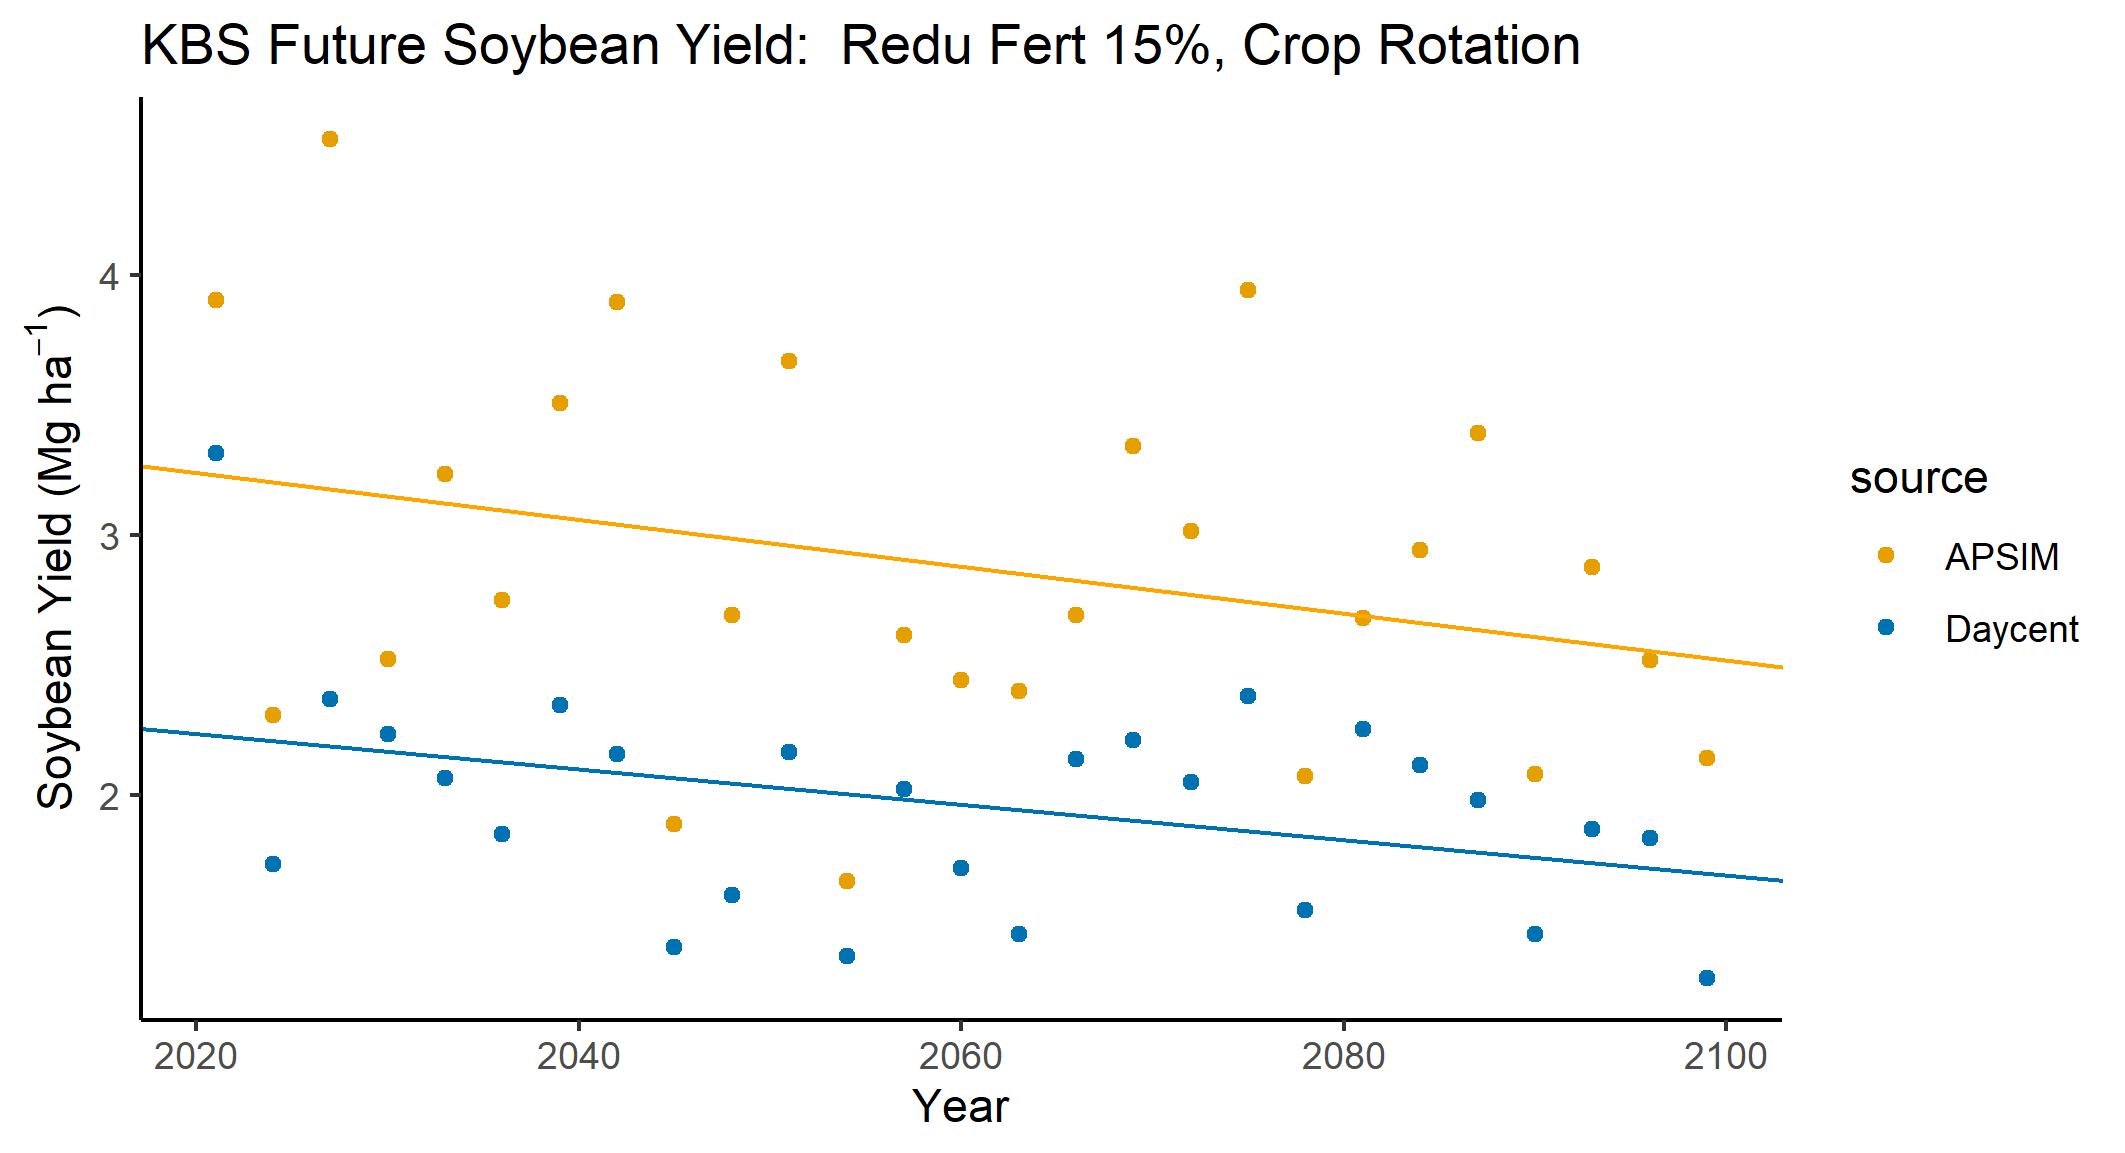 KBS Future Soybean Yield:  Redu Fert 15%, Crop Rotation
Soybean Yield (Mg ha⁻¹)
4
3
2
2020 2040 2060 2080 2100
Year
source
APSIM
Daycent